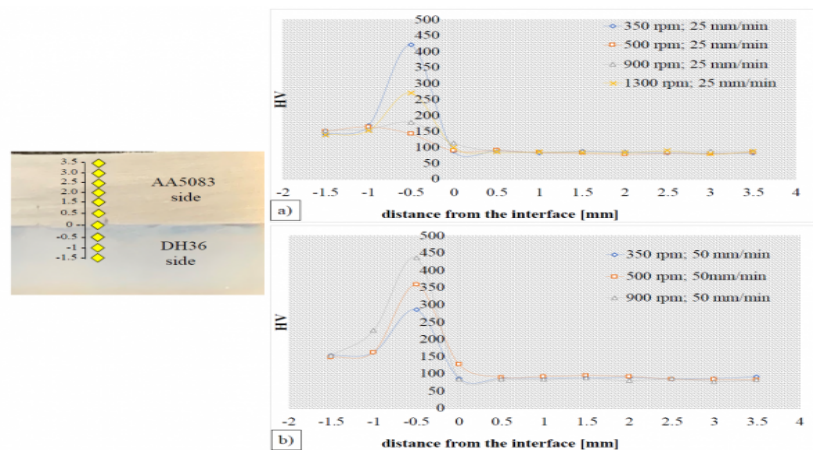 3.5
3.0
2.5
2.0
1.5
0.5
0
-0.5
-1
-1.5
AA5083
side
DH36
side
500
450
400
350
300
250
200
150
100
50
0
HV
350 rpm; 25 mm/min
500 rpm; 25 mm/min
900 rpm; 25 mm/min
1300 rpm; 25 mm/min
-2 -1.5 -1 -0.5 0 0.5 1 1.5 2 2.5 3 3.5 4
distance from the interface [mm]
a)
500
450
400
350
300
250
200
150
100
50
0
HV
350 rpm; 50 mm/min
500 rpm; 50mm/min
900 rpm; 50 mm/min
-2 -1.5 -1 -0.5 0 0.5 1 1.5 2 2.5 3 3.5 4
distance from the interface [mm]
b)